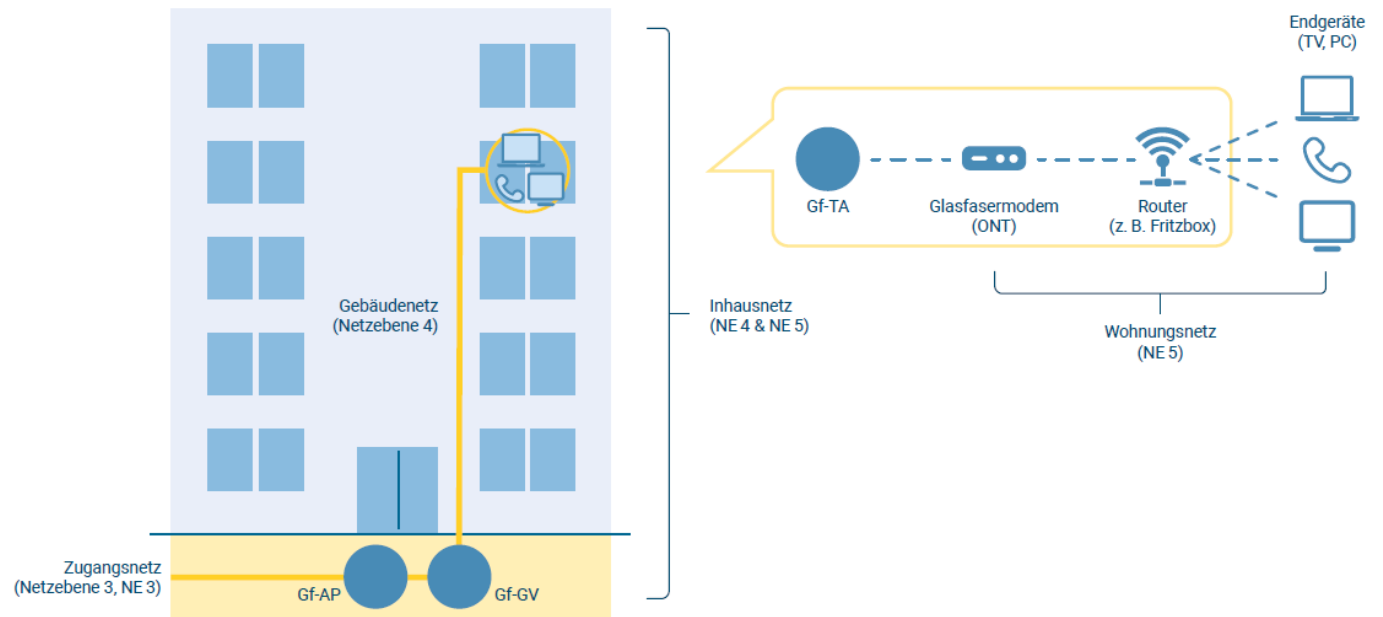 Endgeräte
(TV, PC)
Gf-TA
Glasfasermodem
(ONT)
Router
(z. B. Fritzbox)
Gebäudenetz
(Netzebene 4)
Inhausnetz
(NE 4 & NE 5)
Wohnungsnetz
(NE 5)
Zugangsnetz
(Netzebene 3, NE 3)
Gf-AP
Gf-GV